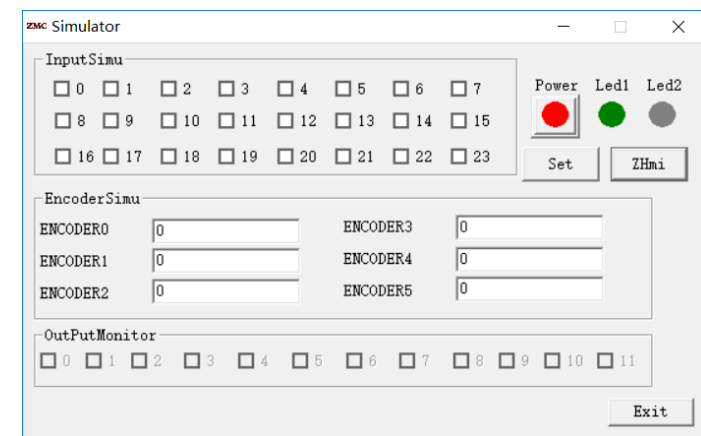 ZMC Simulator
InputSimu
0 1 2 3 4 5 6 7
Power Led1 Led2
8 9 10 11 12 13 14 15
16 17 18 19 20 21 22 23
Set ZHmi
EncoderSimu
ENCODER0 0 ENCODER3 0
ENCODER1 0 ENCODER4 0
ENCODER2 0 ENCODER5 0
OutPutMonitor
0 1 2 3 4 5 6 7 8 9 10 11
Exit